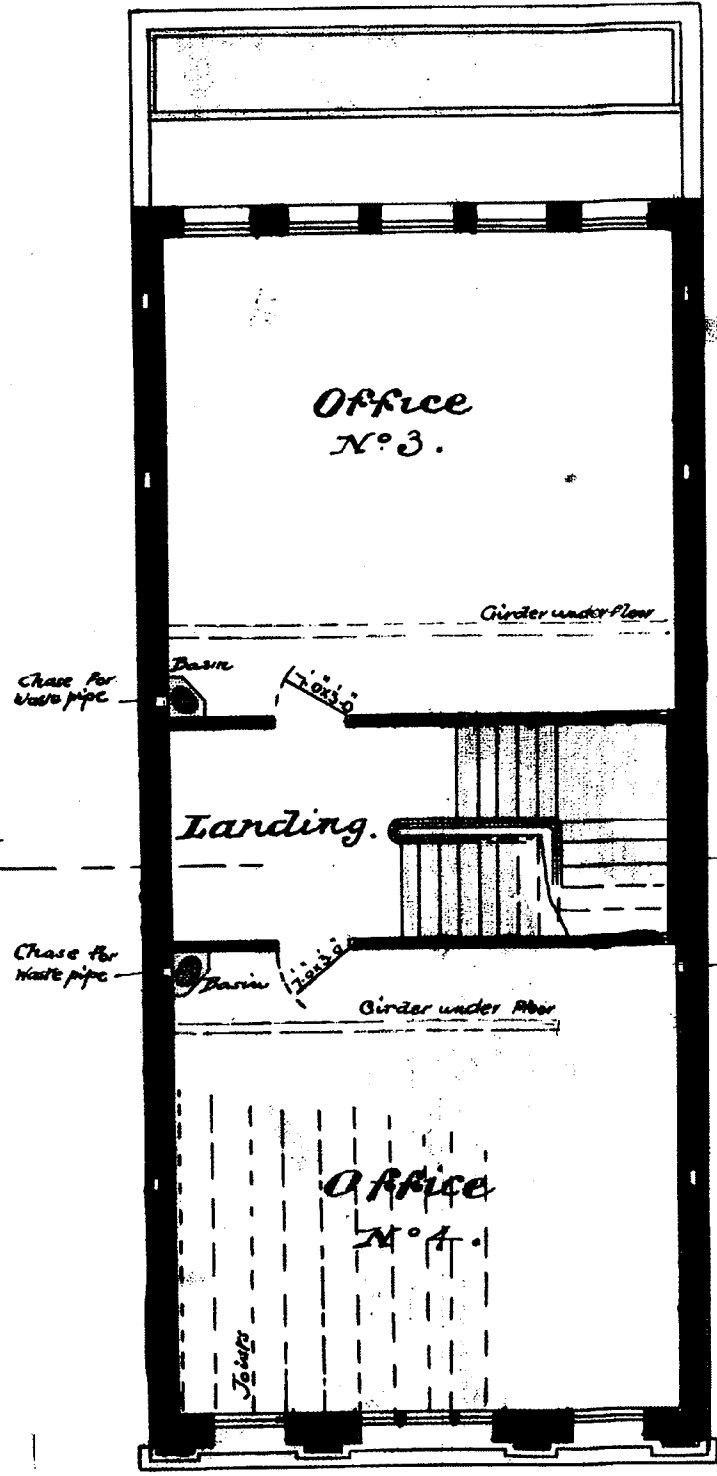 Office
Nº 3.
Girder under floor
Basin
Chase for
Waste pipe
7'.0"x3'.0"
Landing.
Chase for
Waste pipe
Basin
7'.0"x3'.0"
Girder under floor
Office
Nº 4.
Joists